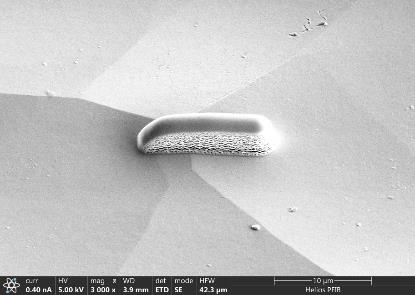 curr HV mag ⌘ WD det mode HFW 10 µm
0.40 nA 5.00 kV 3 000 x 3.9 mm ETD SE 42.3 µm Helios PFIB